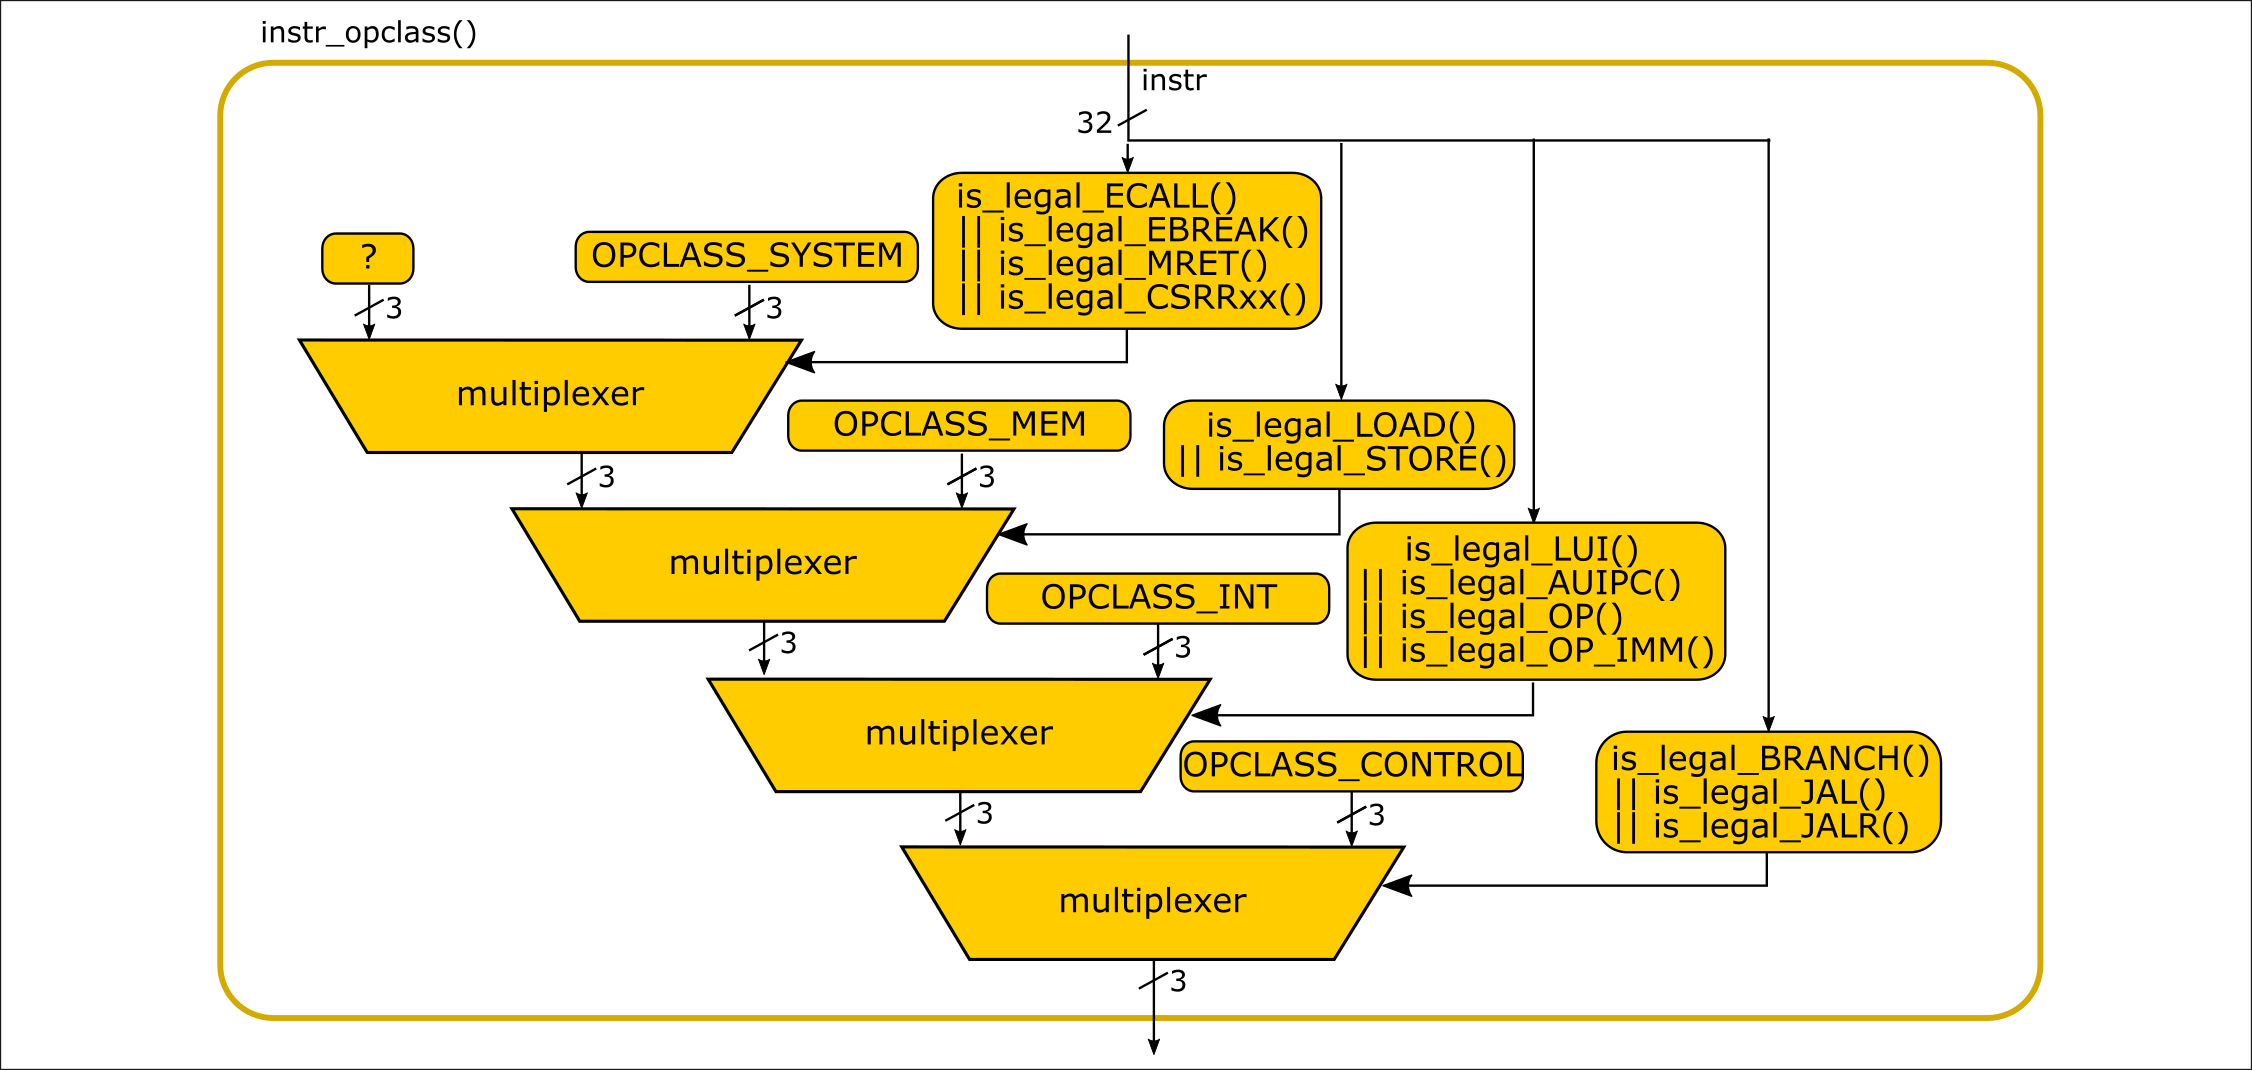 instr_opclass()
instr
32
is_legal_ECALL()
|| is_legal_EBREAK()
|| is_legal_MRET()
|| is_legal_CSRRxx()
?
OPCLASS_SYSTEM
3
3
multiplexer
OPCLASS_MEM
is_legal_LOAD()
|| is_legal_STORE()
3
3
multiplexer
OPCLASS_INT
is_legal_LUI()
|| is_legal_AUIPC()
|| is_legal_OP()
|| is_legal_OP_IMM()
3
3
multiplexer
OPCLASS_CONTROL
is_legal_BRANCH()
|| is_legal_JAL()
|| is_legal_JALR()
3
3
multiplexer
3